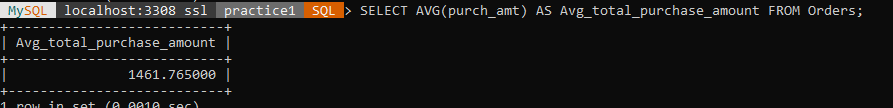 MySQL localhost:3308 ssl practice1 SQL > SELECT AVG(purch_amt) AS Avg_total_purchase_amount FROM Orders;
+---------------------------+
| Avg_total_purchase_amount |
+---------------------------+
|               1461.765000 |
+---------------------------+
1 row in set (0.0010 sec)